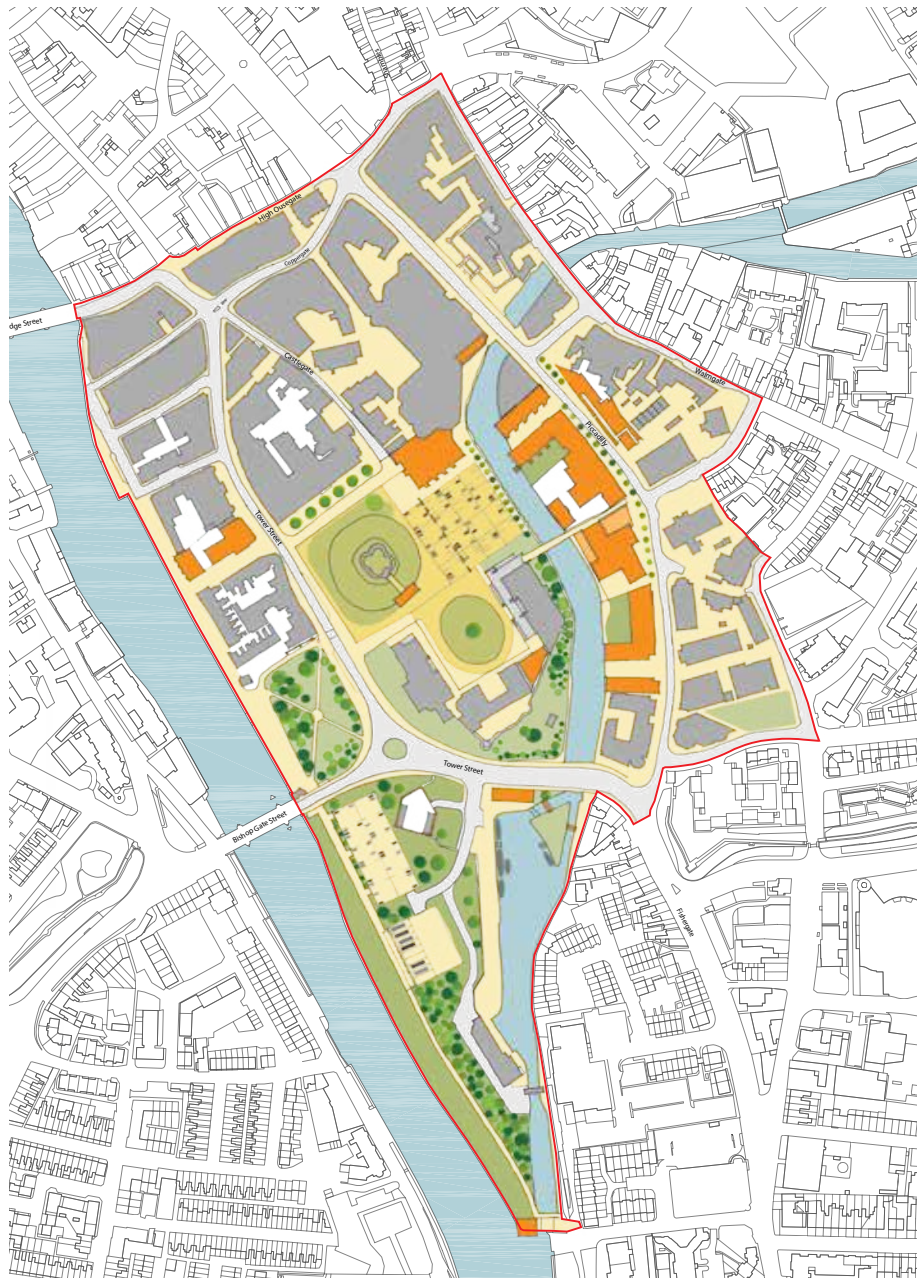 High Ousegate
Coppergate
dge Street
Castlegate
Walmgate
Piccadilly
Tower Street
Tower Street
Bishop Gate Street
Fishergate